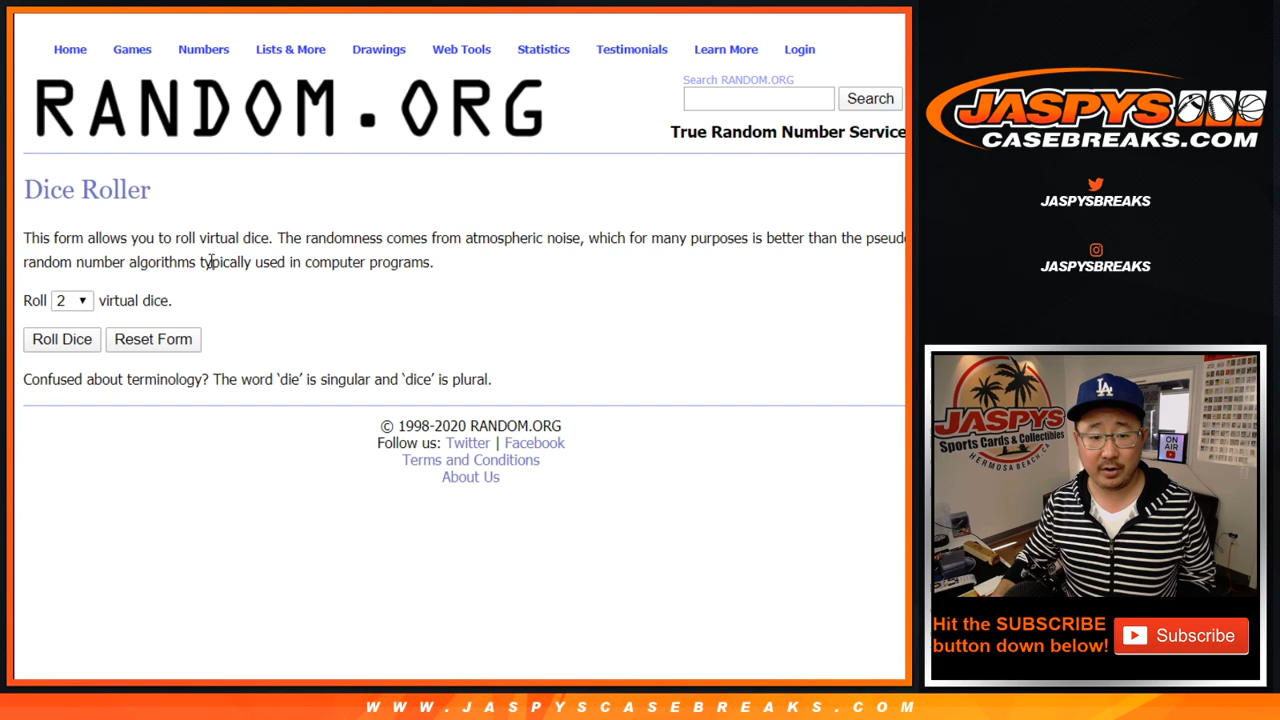 Home Games Numbers Lists & More Drawings Web Tools Statistics Testimonials Learn More Login
RANDOM.ORG
Search RANDOM.ORG
Search
True Random Number Service
Dice Roller
This form allows you to roll virtual dice. The randomness comes from atmospheric noise, which for many purposes is better than the pseudo
random number algorithms typically used in computer programs.
Roll 2 virtual dice.
Roll Dice Reset Form
Confused about terminology? The word ‘die’ is singular and ‘dice’ is plural.
© 1998-2020 RANDOM.ORG
Follow us: Twitter | Facebook
Terms and Conditions
About Us
JASPYS
CASEBREAKS.COM
JASPYSBREAKS
JASPYSBREAKS
JASPYS
Sports Cards & Collectibles
HERMOSA BEACH, CA
LA
ON
AIR
Hit the SUBSCRIBE
button down below!
Subscribe
WWW.JASPYSCASEBREAKS.COM